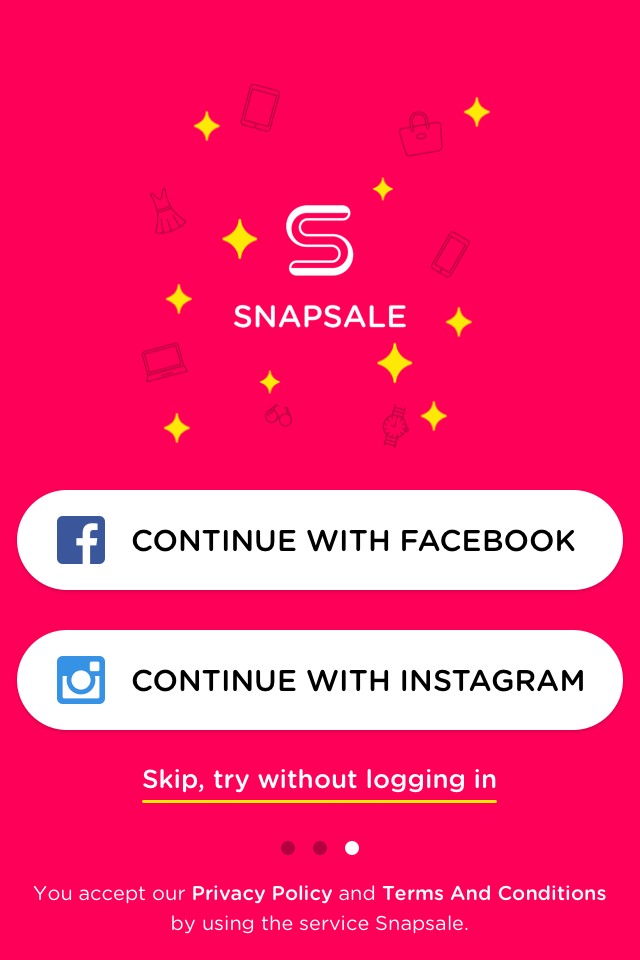 SNAPSALE
CONTINUE WITH FACEBOOK
CONTINUE WITH INSTAGRAM
Skip, try without logging in
You accept our Privacy Policy and Terms And Conditions
by using the service Snapsale.